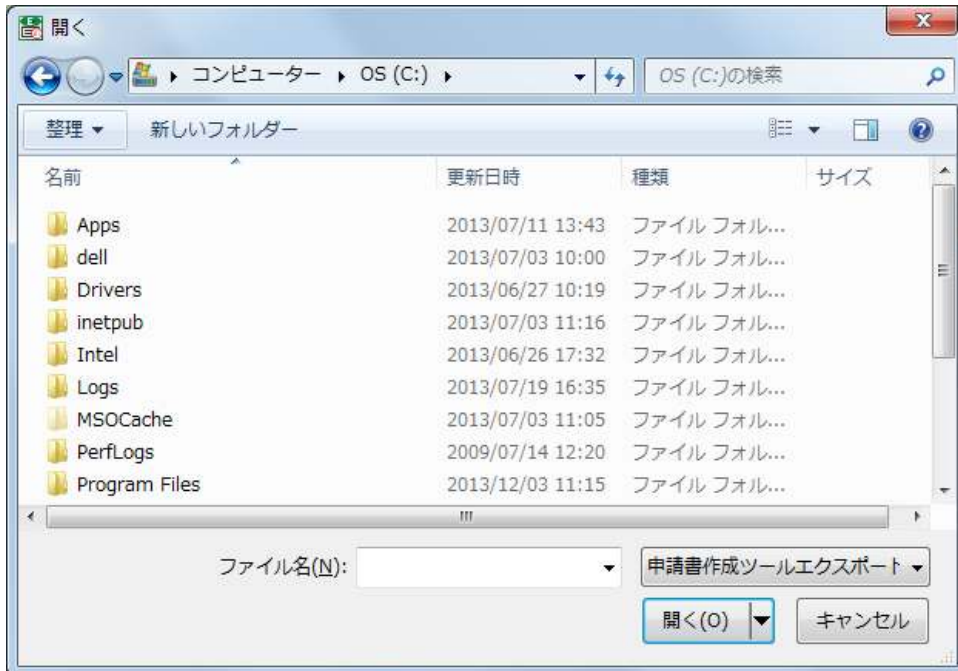 開く
コンピューター ▸ OS (C:) ▸ OS (C:)の検索
整理 ▼ 新しいフォルダー
名前 更新日時 種類 サイズ
Apps 2013/07/11 13:43 ファイル フォル...
dell 2013/07/03 10:00 ファイル フォル...
Drivers 2013/06/27 10:19 ファイル フォル...
inetpub 2013/07/03 11:16 ファイル フォル...
Intel 2013/06/26 17:32 ファイル フォル...
Logs 2013/07/19 16:35 ファイル フォル...
MSOCache 2013/07/03 11:05 ファイル フォル...
PerfLogs 2009/07/14 12:20 ファイル フォル...
Program Files 2013/12/03 11:15 ファイル フォル...
ファイル名(N): 申請書作成ツールエクスポート
開く(O) キャンセル